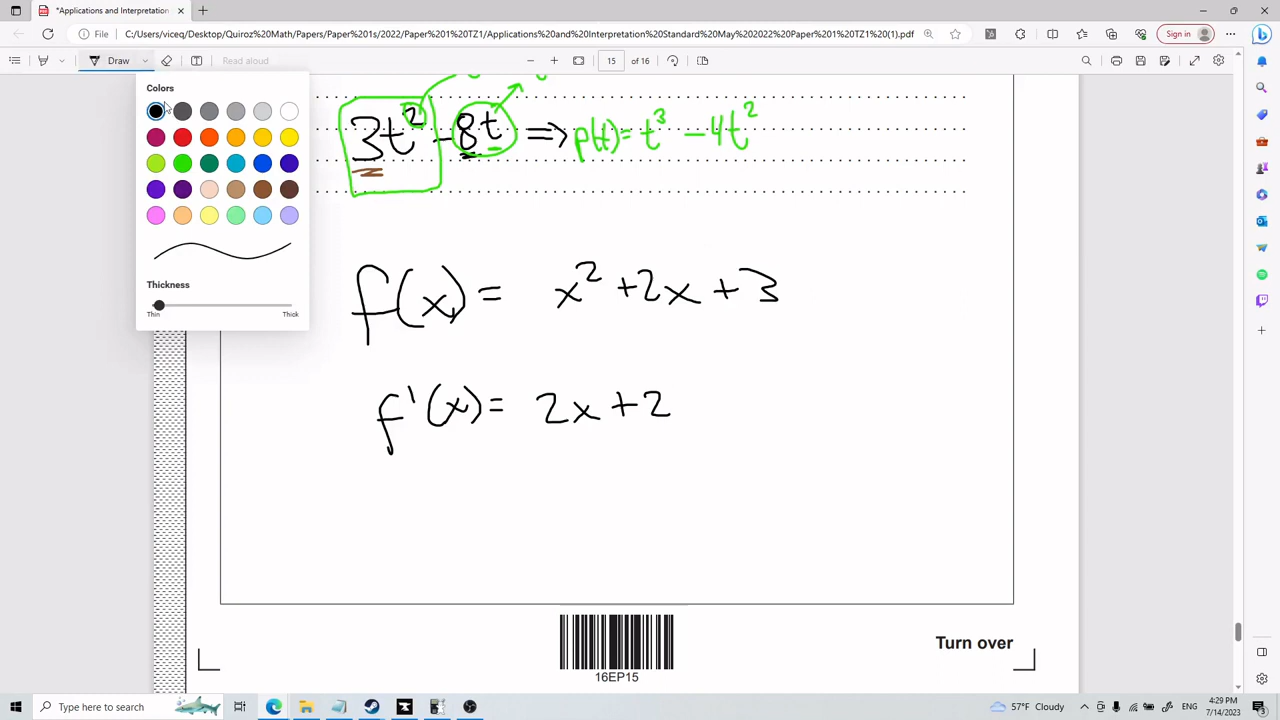 *Applications and Interpretation
File
C:/Users/viceq/Desktop/Quiroz%20Math/Papers/Paper%201s/2022/Paper%201%20TZ1/Applications%20and%20Interpretation%20Standard%20May%202022%20Paper%201%20TZ1%20(1).pdf
Sign in
Draw
Read aloud
15 of 16
Colors
Thickness
Thin Thick
3t² - 8t ⇒ p(t) = t³ - 4t²
f(x) = x² + 2x + 3
f'(x) = 2x + 2
16EP15
Turn over
Type here to search
57°F Cloudy
4:29 PM
7/14/2023